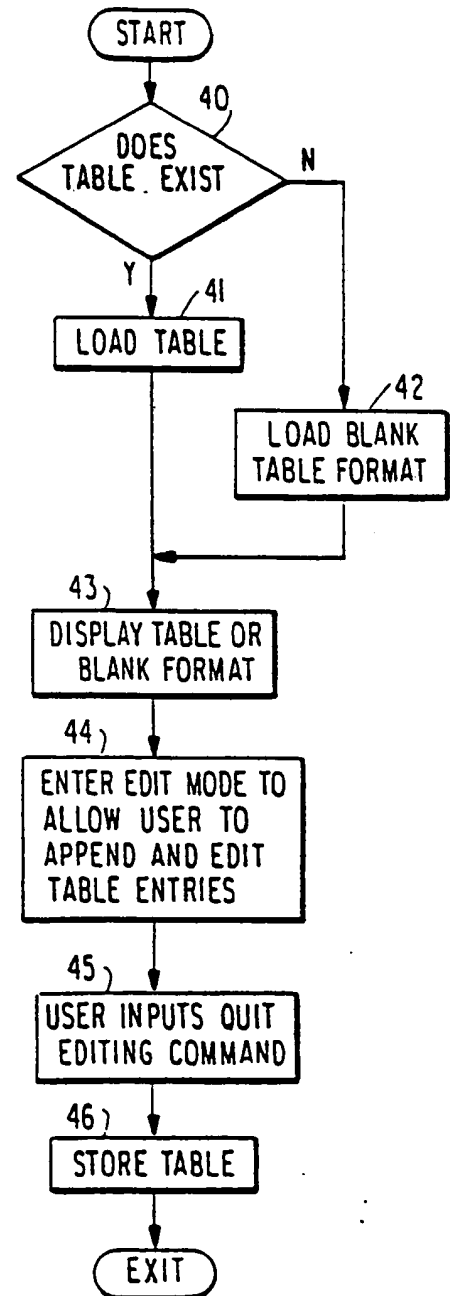 START
40
DOES
TABLE EXIST
N
Y
41
LOAD TABLE
42
LOAD BLANK
TABLE FORMAT
43
DISPLAY TABLE OR
BLANK FORMAT
44
ENTER EDIT MODE TO
ALLOW USER TO
APPEND AND EDIT
TABLE ENTRIES
45
USER INPUTS QUIT
EDITING COMMAND
46
STORE TABLE
EXIT